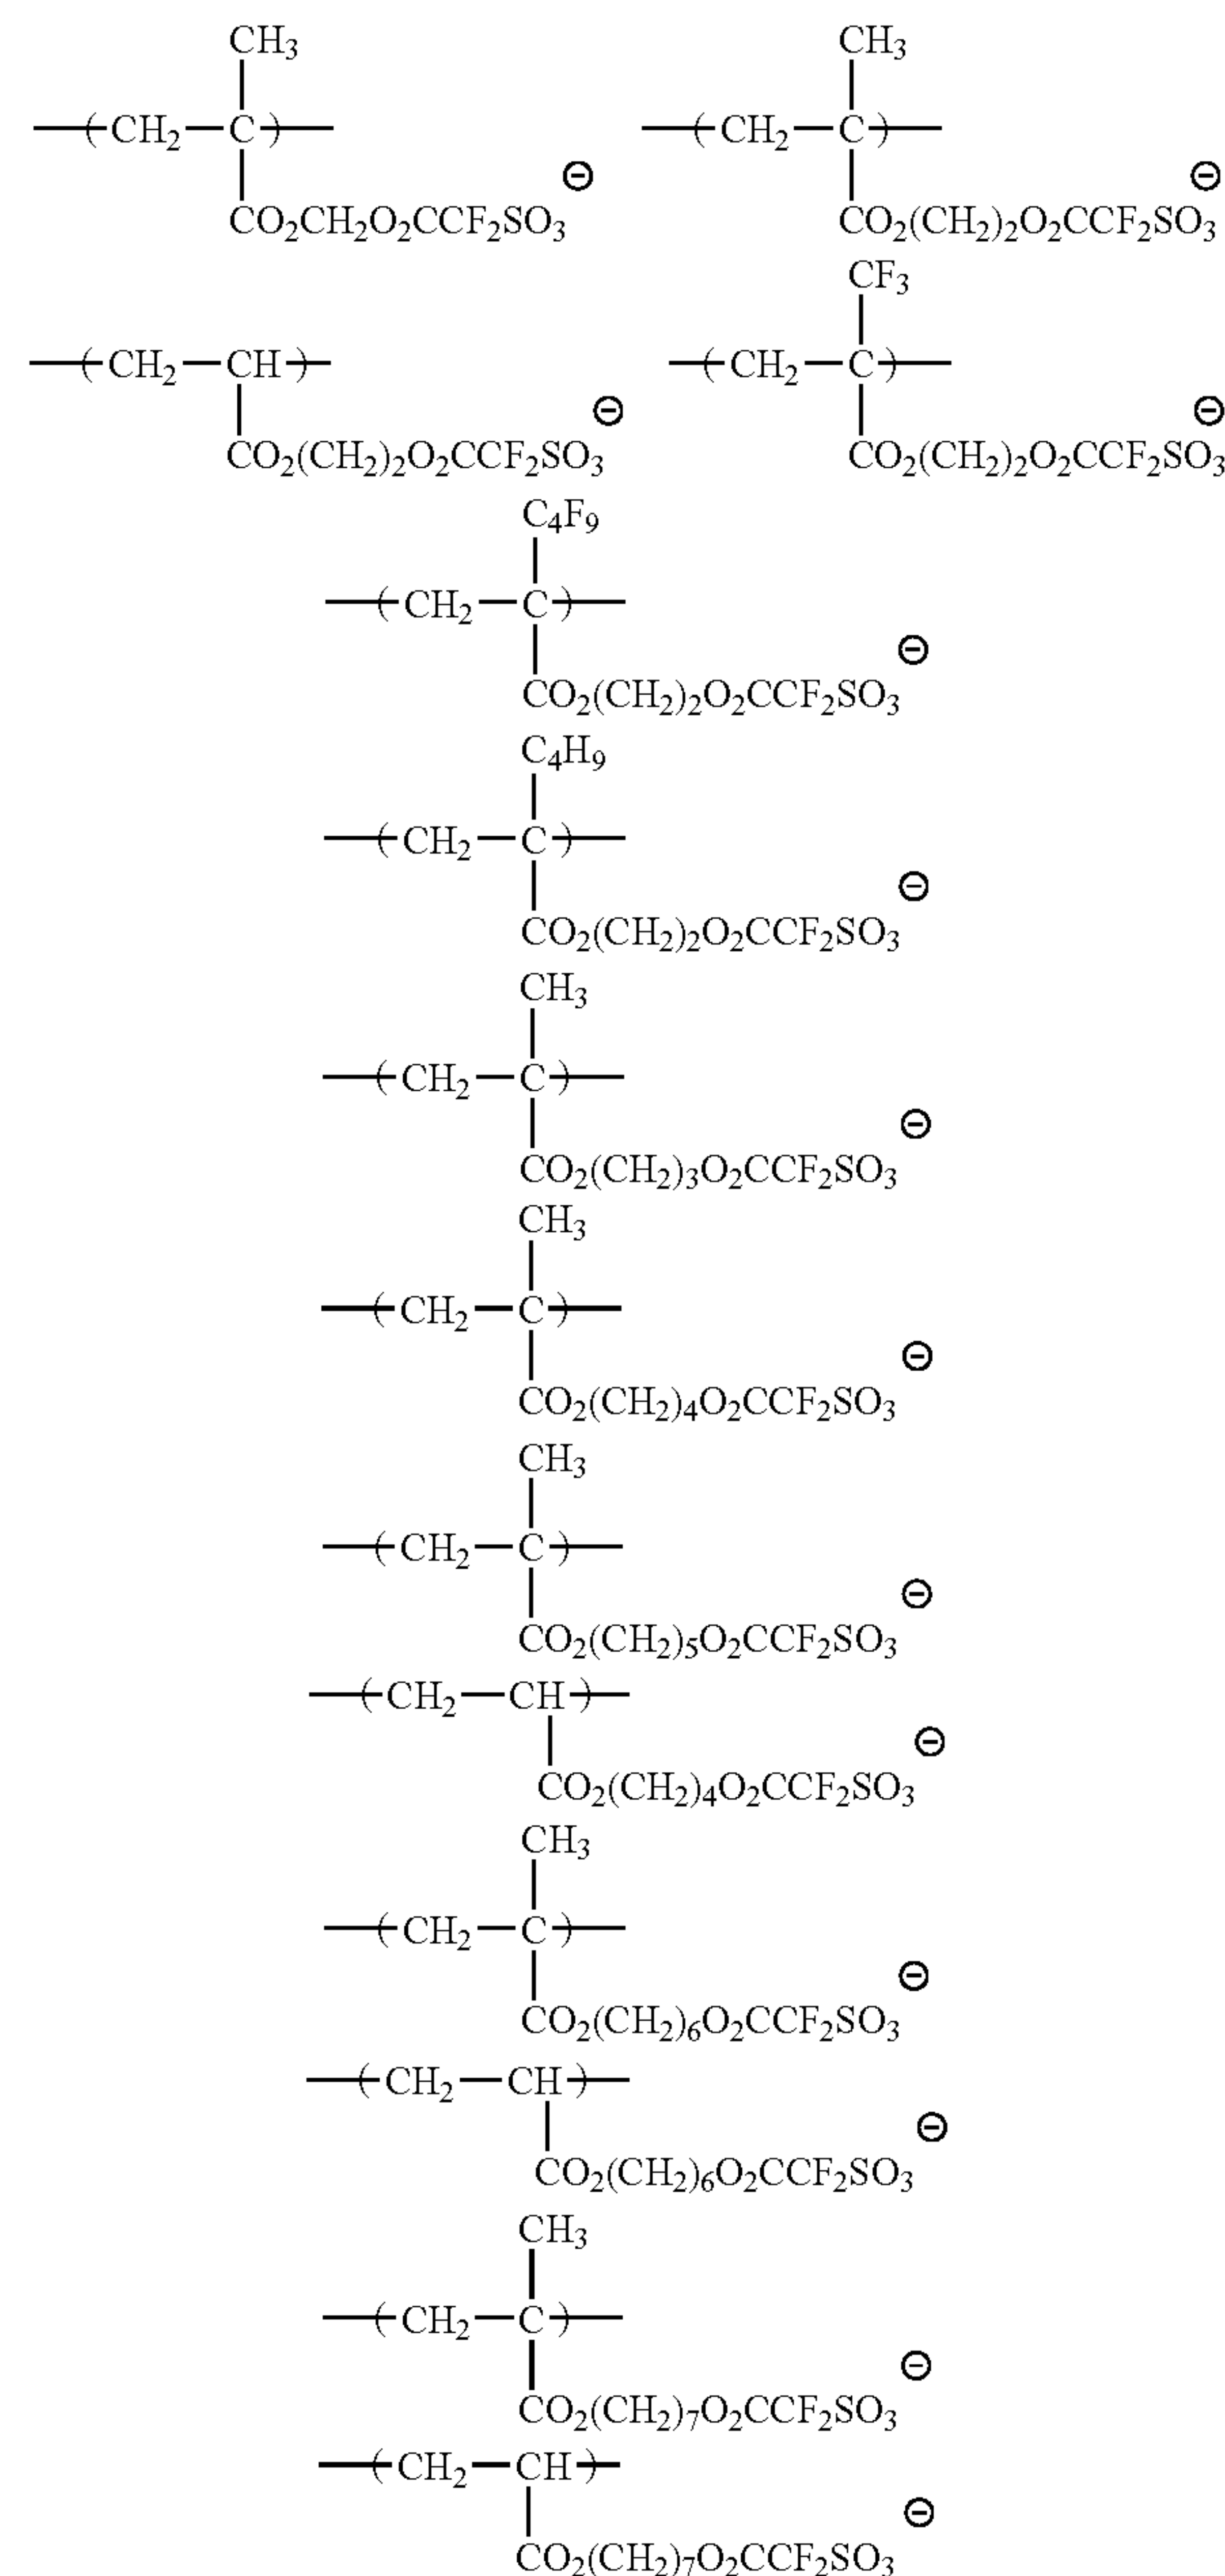 CH₃ CH₃
—(CH₂—C)— —(CH₂—C)—
⊖ ⊖
CO₂CH₂O₂CCF₂SO₃ CO₂(CH₂)₂O₂CCF₂SO₃
CF₃
—(CH₂—CH)— —(CH₂—C)—
⊖ ⊖
CO₂(CH₂)₂O₂CCF₂SO₃ CO₂(CH₂)₂O₂CCF₂SO₃
C₄F₉
—(CH₂—C)—
⊖
CO₂(CH₂)₂O₂CCF₂SO₃
C₄H₉
—(CH₂—C)—
⊖
CO₂(CH₂)₂O₂CCF₂SO₃
CH₃
—(CH₂—C)—
⊖
CO₂(CH₂)₃O₂CCF₂SO₃
CH₃
—(CH₂—C)—
⊖
CO₂(CH₂)₄O₂CCF₂SO₃
CH₃
—(CH₂—C)—
⊖
CO₂(CH₂)₅O₂CCF₂SO₃
—(CH₂—CH)—
⊖
CO₂(CH₂)₄O₂CCF₂SO₃
CH₃
—(CH₂—C)—
⊖
CO₂(CH₂)₆O₂CCF₂SO₃
—(CH₂—CH)—
⊖
CO₂(CH₂)₆O₂CCF₂SO₃
CH₃
—(CH₂—C)—
⊖
CO₂(CH₂)₇O₂CCF₂SO₃
—(CH₂—CH)—
⊖
CO₂(CH₂)₇O₂CCF₂SO₃